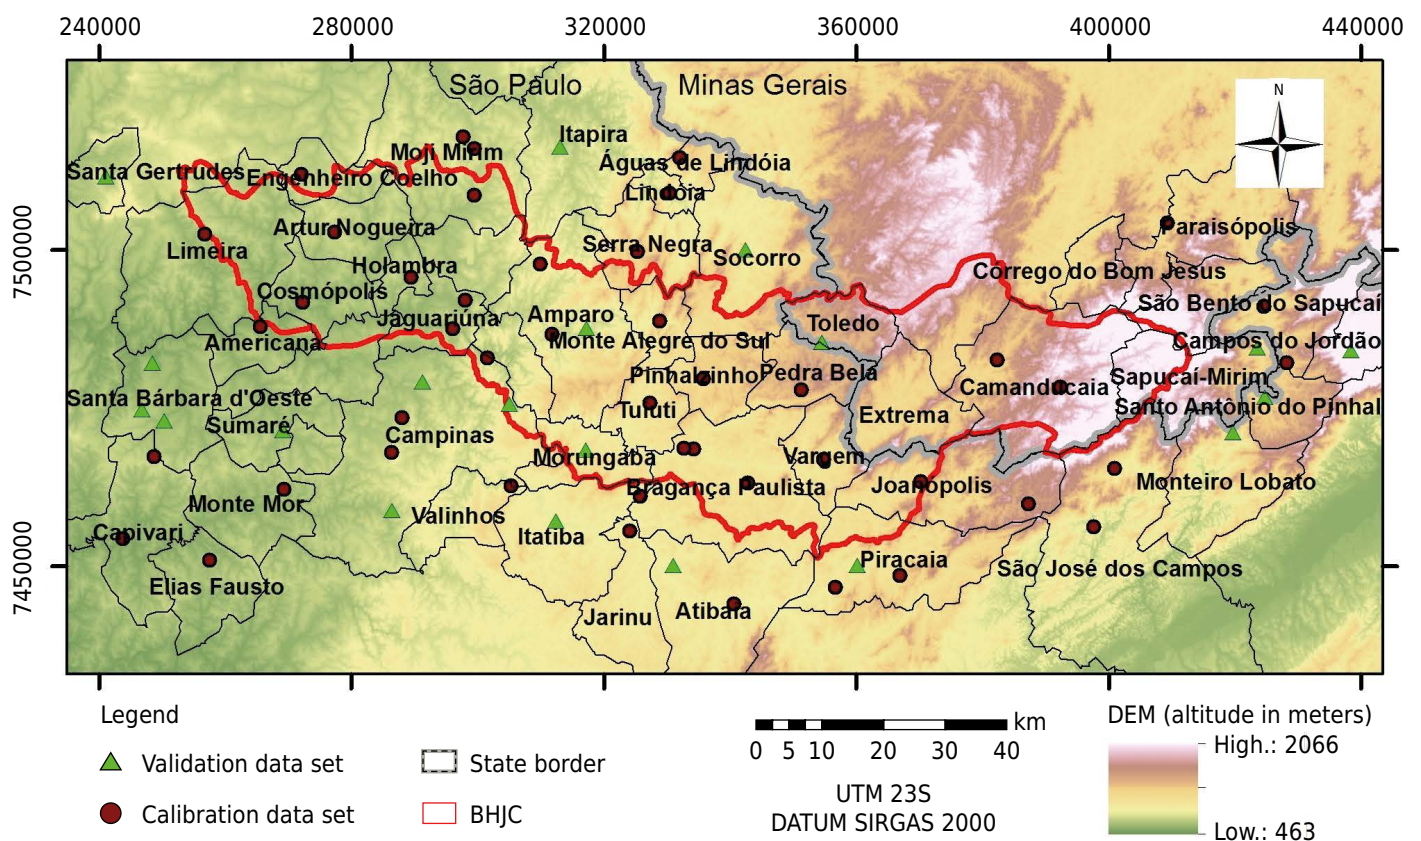 240000 280000 320000 360000 400000 440000
São Paulo Minas Gerais
N
Itapira
Moji Mirim
Águas de Lindóia
Santa Gertrudes Engenheiro Coelho
Lindóia
7500000
Artur Nogueira
Paraisópolis
Limeira
Serra Negra
Socorro
Holambra
Córrego do Bom Jesus
Cosmópolis
São Bento do Sapucaí
Jaguariúna
Amparo
Toledo
Americana
Monte Alegre do Sul
Campos do Jordão
Pinhalzinho Pedra Bela
Sapucaí-Mirim
Camanducaia
Santa Bárbara d'Oeste
Tuiuti
Extrema
Santo Antônio do Pinhal
Sumaré
Campinas
Morungaba
Vargem
Bragança Paulista
Joanópolis
Monteiro Lobato
Monte Mor
Valinhos
Capivari
Itatiba
7450000
Piracaia
São José dos Campos
Elias Fausto
Jarinu
Atibaia
Legend
Validation data set
Calibration data set
State border
BHJC
km
0 5 10 20 30 40
UTM 23S
DATUM SIRGAS 2000
DEM (altitude in meters)
High.: 2066
Low.: 463